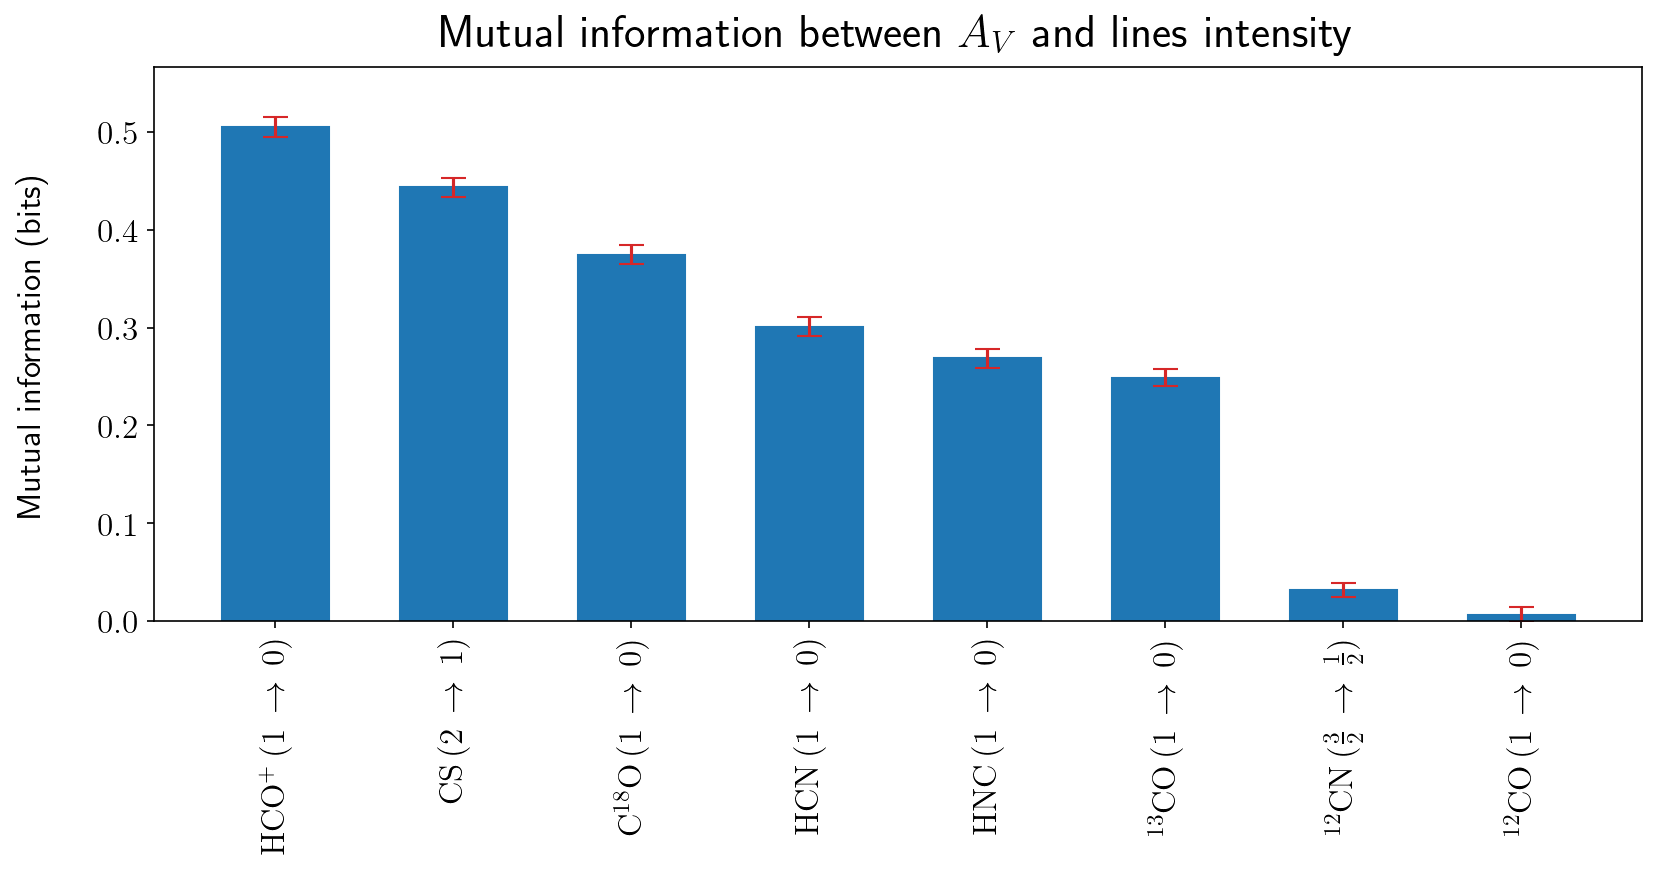 Mutual information between A_V and lines intensity
Mutual information (bits)
0.5
0.4
0.3
0.2
0.1
0.0
HCO⁺ (1 → 0)
CS (2 → 1)
C¹⁸O (1 → 0)
HCN (1 → 0)
HNC (1 → 0)
¹³CO (1 → 0)
¹²CN (3/2 → 1/2)
¹²CO (1 → 0)